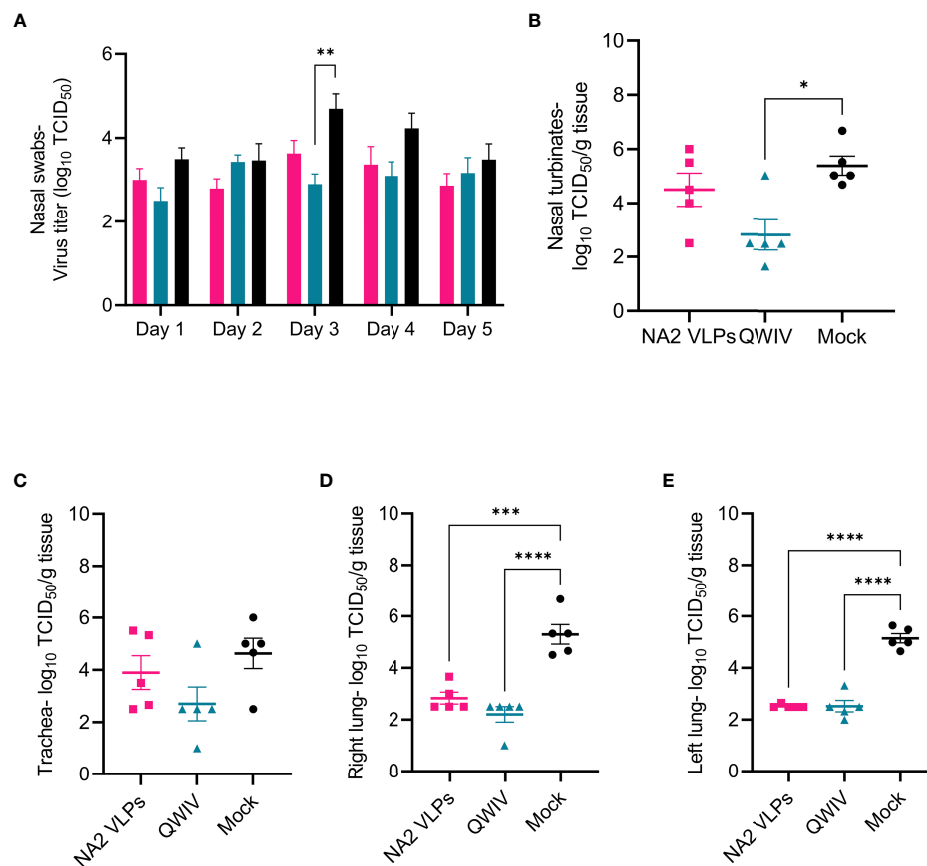 A
Nasal swabs-
Virus titer (log10 TCID50)
6
4
2
0
**
Day 1 Day 2 Day 3 Day 4 Day 5
B
Nasal turbinates-
log10 TCID50/g tissue
10
8
6
4
2
0
*
NA2 VLPs QWIV Mock
C
Trachea- log10 TCID50/g tissue
10
8
6
4
2
0
NA2 VLPs QWIV Mock
D
Right lung- log10 TCID50/g tissue
10
8
6
4
2
0
***
****
NA2 VLPs QWIV Mock
E
Left lung- log10 TCID50/g tissue
10
8
6
4
2
0
****
****
NA2 VLPs QWIV Mock